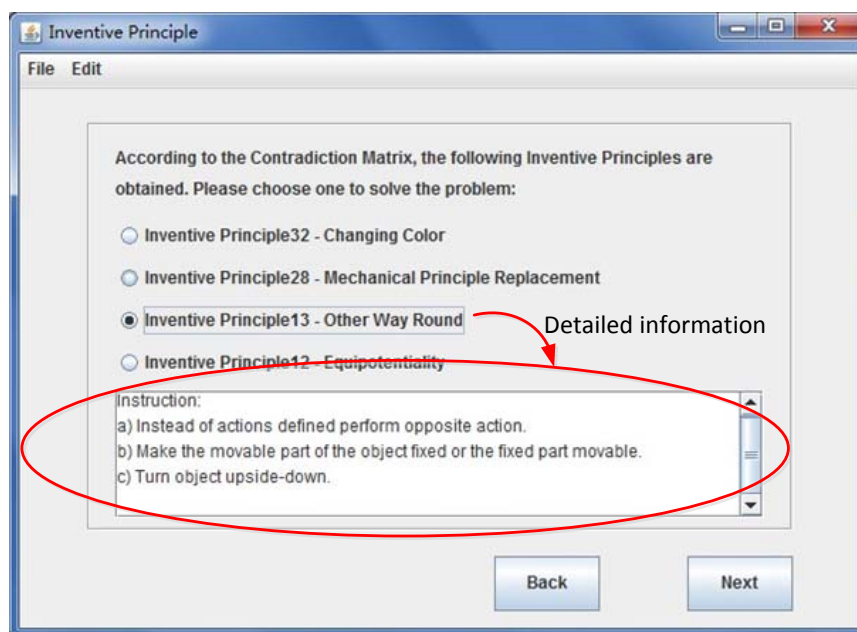 Inventive Principle
File Edit
According to the Contradiction Matrix, the following Inventive Principles are
obtained. Please choose one to solve the problem:
Inventive Principle32 - Changing Color
Inventive Principle28 - Mechanical Principle Replacement
Inventive Principle13 - Other Way Round
Detailed information
Inventive Principle12 - Equipotentiality
Instruction:
a) Instead of actions defined perform opposite action.
b) Make the movable part of the object fixed or the fixed part movable.
c) Turn object upside-down.
Back Next